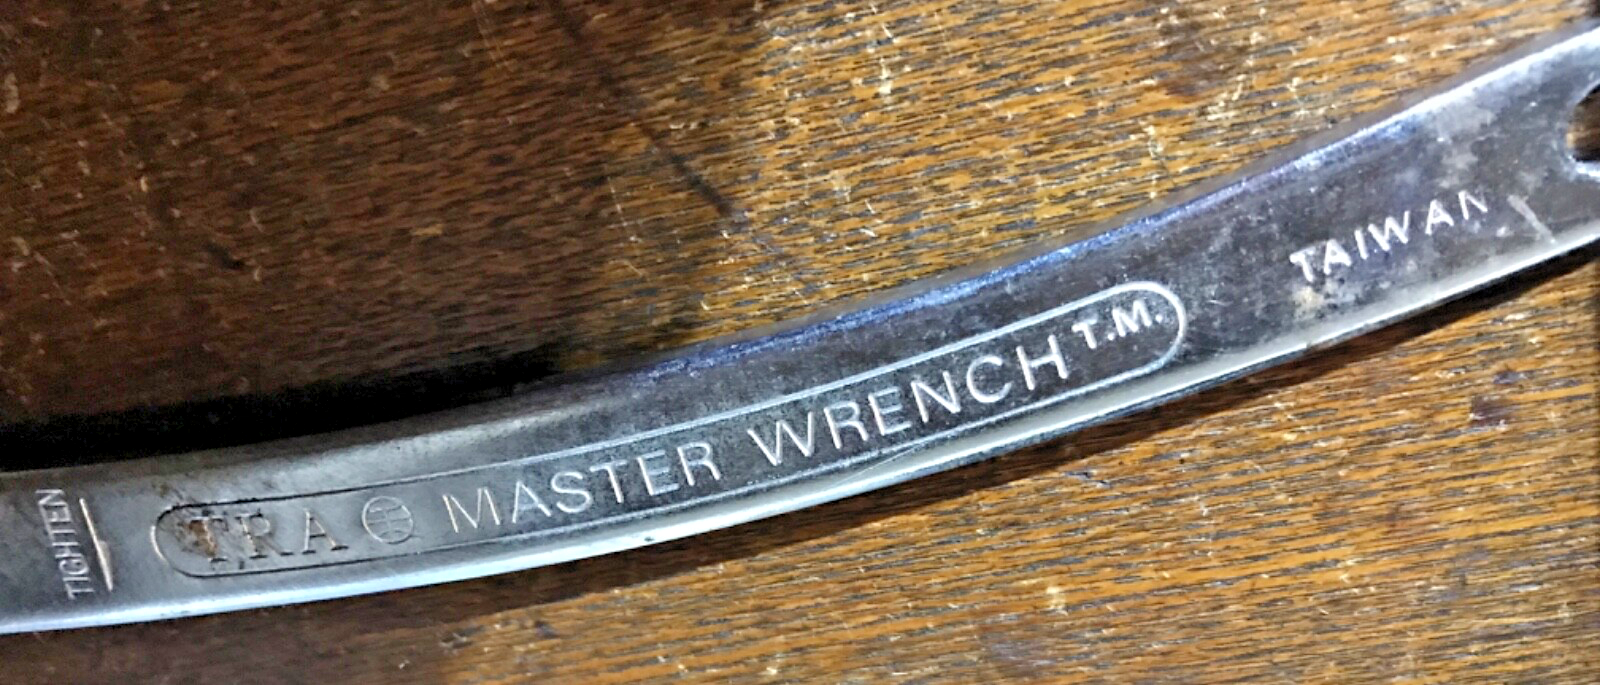 TIGHTEN
TRA MASTER WRENCH T.M.
TAIWAN